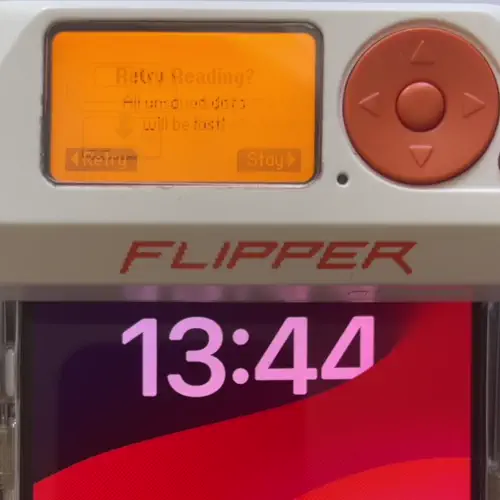 Retry Reading?
All unsaved data
will be lost!
Retry
Stay
FLIPPER
13:44